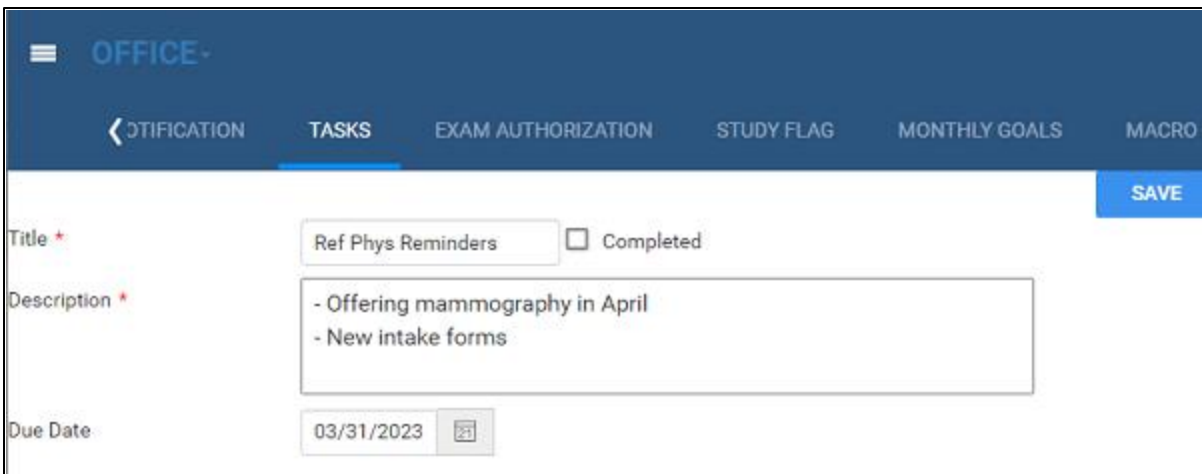 OFFICE
OTIFICATION TASKS EXAM AUTHORIZATION STUDY FLAG MONTHLY GOALS MACRO
SAVE
Title * Ref Phys Reminders Completed
Description * - Offering mammography in April
- New intake forms
Due Date 03/31/2023 21